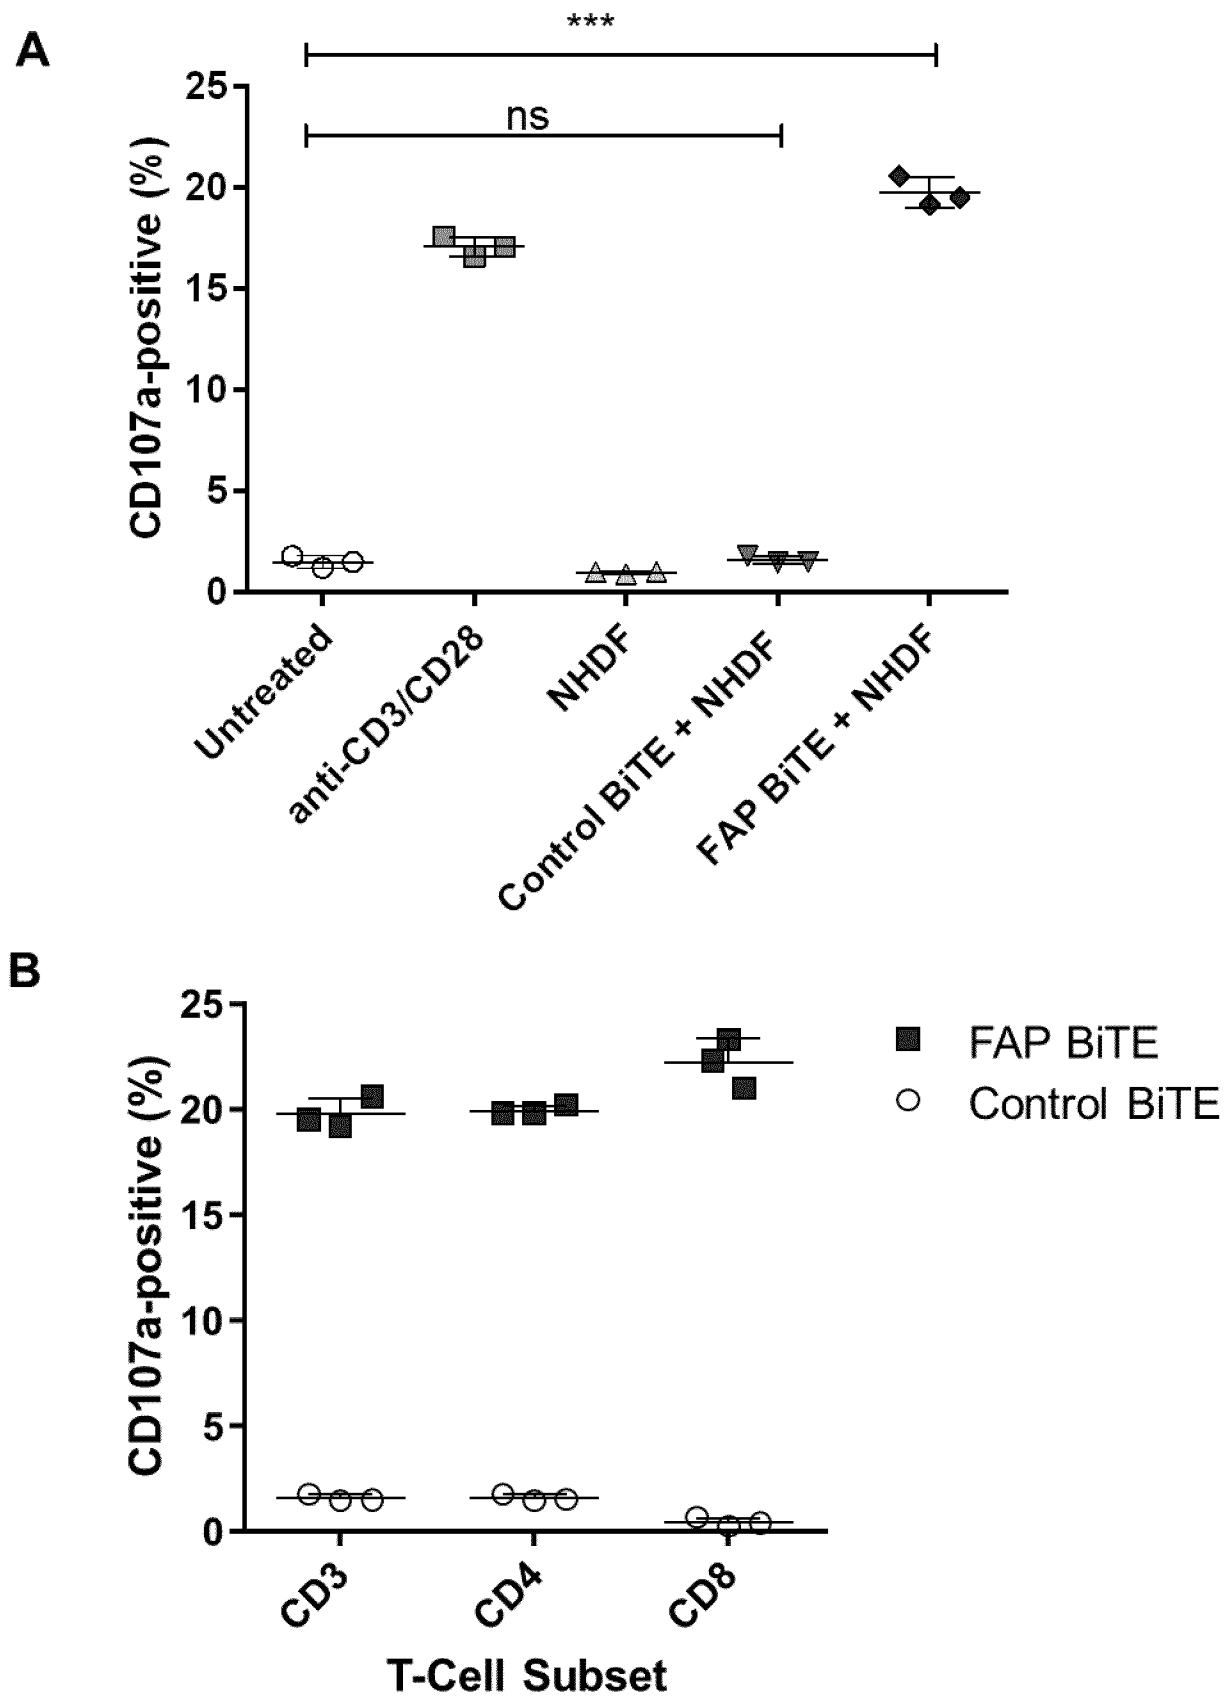 A
***
ns
CD107a-positive (%)
25
20
15
10
5
0
Untreated
anti-CD3/CD28
NHDF
Control BiTE + NHDF
FAP BiTE + NHDF
B
CD107a-positive (%)
25
20
15
10
5
0
CD3
CD4
CD8
T-Cell Subset
FAP BiTE
Control BiTE